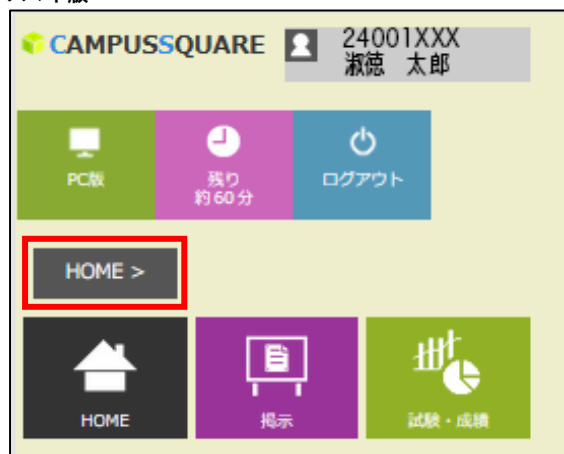 CAMPUSSQUARE
24001XXX
淑徳 太郎
PC版
残り
約60分
ログアウト
HOME >
HOME
掲示
試験・成績